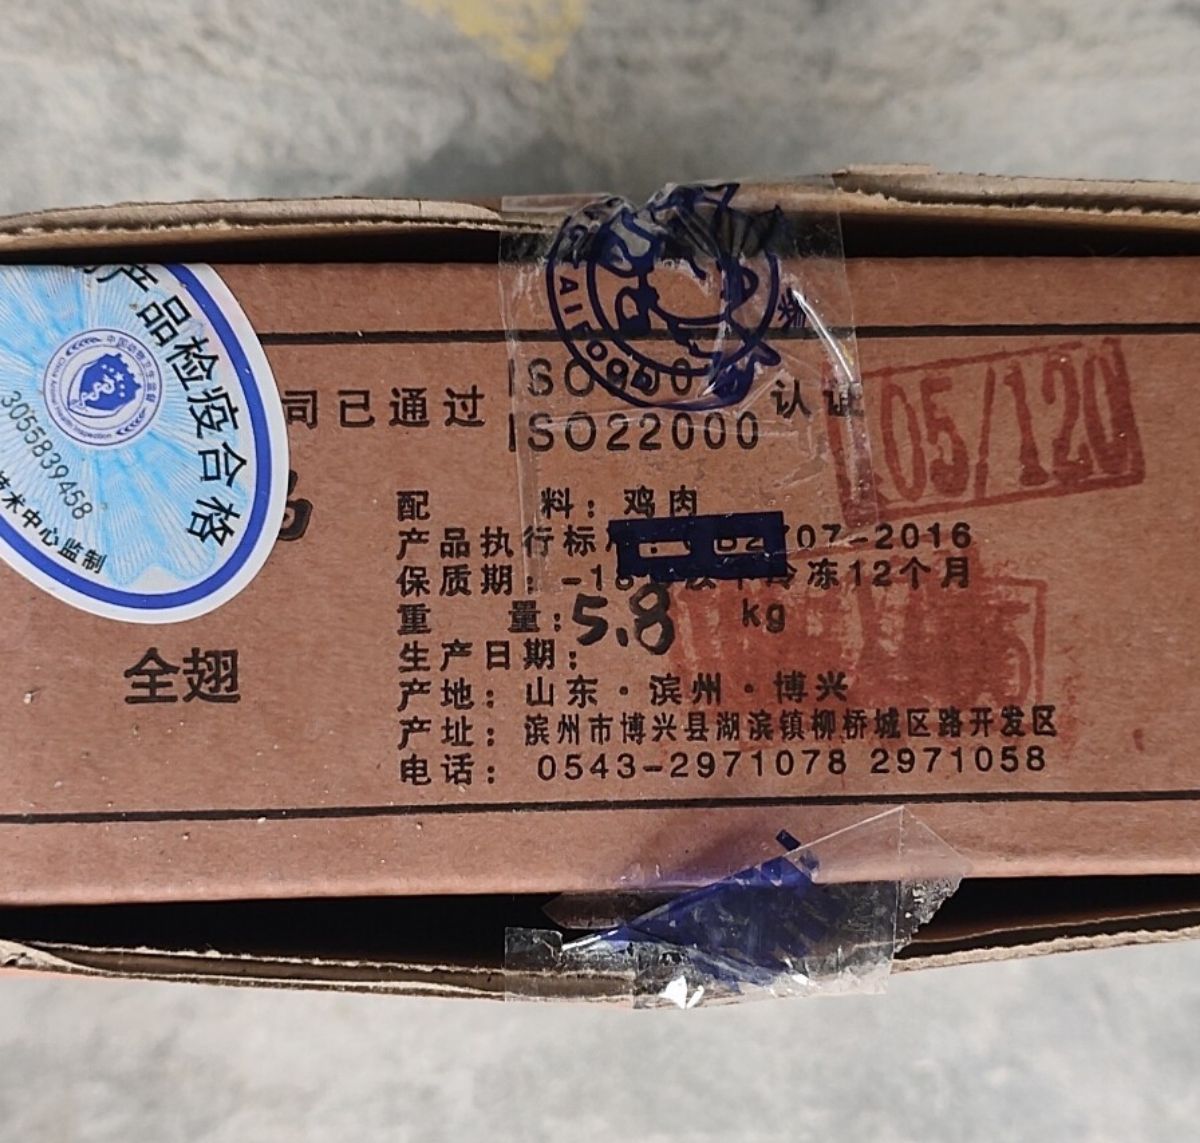 产品检疫合格
3055839458
技术中心监制
司已通过
ISO22000
认证
05/120
配 料：鸡肉
产品执行标 07-2016
保质期：-18 冷冻12个月
重 量：5.8 kg
生产日期：
产地：山东·滨州·博兴
产址：滨州市博兴县湖滨镇柳桥城区路开发区
电话：0543-2971078 2971058
全翅